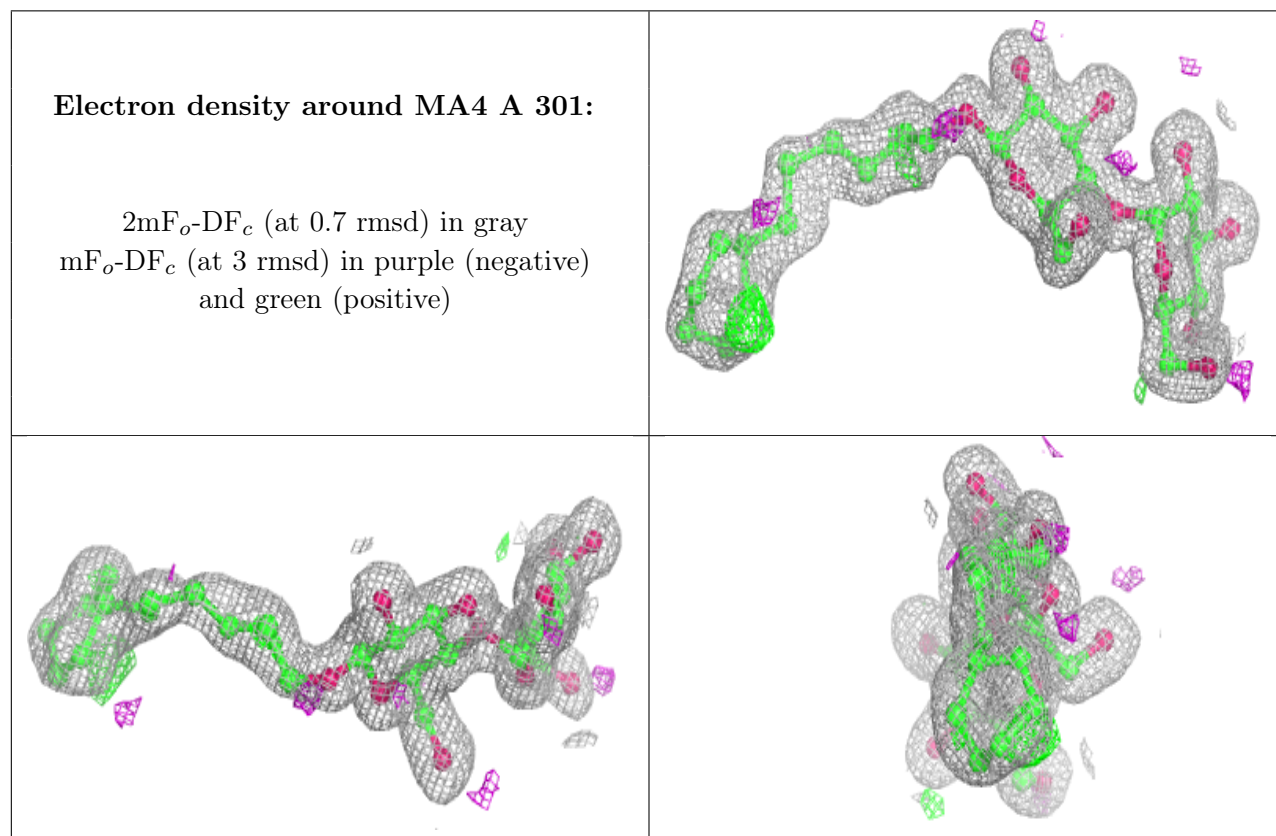 Electron density around MA4 A 301:
2mFₒ-DF𝒸 (at 0.7 rmsd) in gray
mFₒ-DF𝒸 (at 3 rmsd) in purple (negative)
and green (positive)